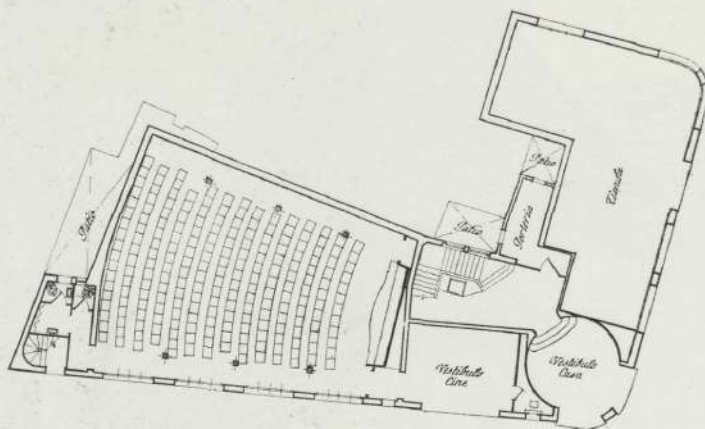 Patio
Tienda
Portería
Patio
Patio
Vestíbulo
Cine
Vestíbulo
Casa